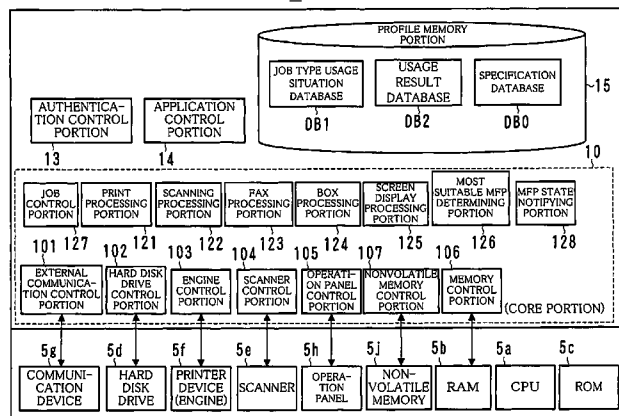 PROFILE MEMORY
PORTION
JOB TYPE USAGE
SITUATION
DATABASE
USAGE
RESULT
DATABASE
SPECIFICATION
DATABASE
DB1
DB2
DB0
15
AUTHENTICA-
TION CONTROL
PORTION
APPLICATION
CONTROL
PORTION
13
14
10
JOB
CONTROL
PORTION
PRINT
PROCESSING
PORTION
SCANNING
PROCESSING
PORTION
FAX
PROCESSING
PORTION
BOX
PROCESSING
PORTION
SCREEN
DISPLAY
PROCESSING
PORTION
MOST
SUITABLE MFP
DETERMINING
PORTION
MFP STATE
NOTIFYING
PORTION
127
121
122
123
124
125
126
128
101
102
103
104
105
107
106
EXTERNAL
COMMUNICATION
CONTROL
PORTION
HARD DISK
DRIVE
CONTROL
PORTION
ENGINE
CONTROL
PORTION
SCANNER
CONTROL
PORTION
OPERATI-
ON PANEL
CONTROL
PORTION
NONVOLATILE
MEMORY
CONTROL
PORTION
MEMORY
CONTROL
PORTION
(CORE PORTION)
5g
5d
5f
5e
5h
5j
5b
5a
5c
COMMUNI-
CATION
DEVICE
HARD
DISK
DRIVE
PRINTER
DEVICE
(ENGINE)
SCANNER
OPERA-
TION
PANEL
NON-
VOLATILE
MEMORY
RAM
CPU
ROM